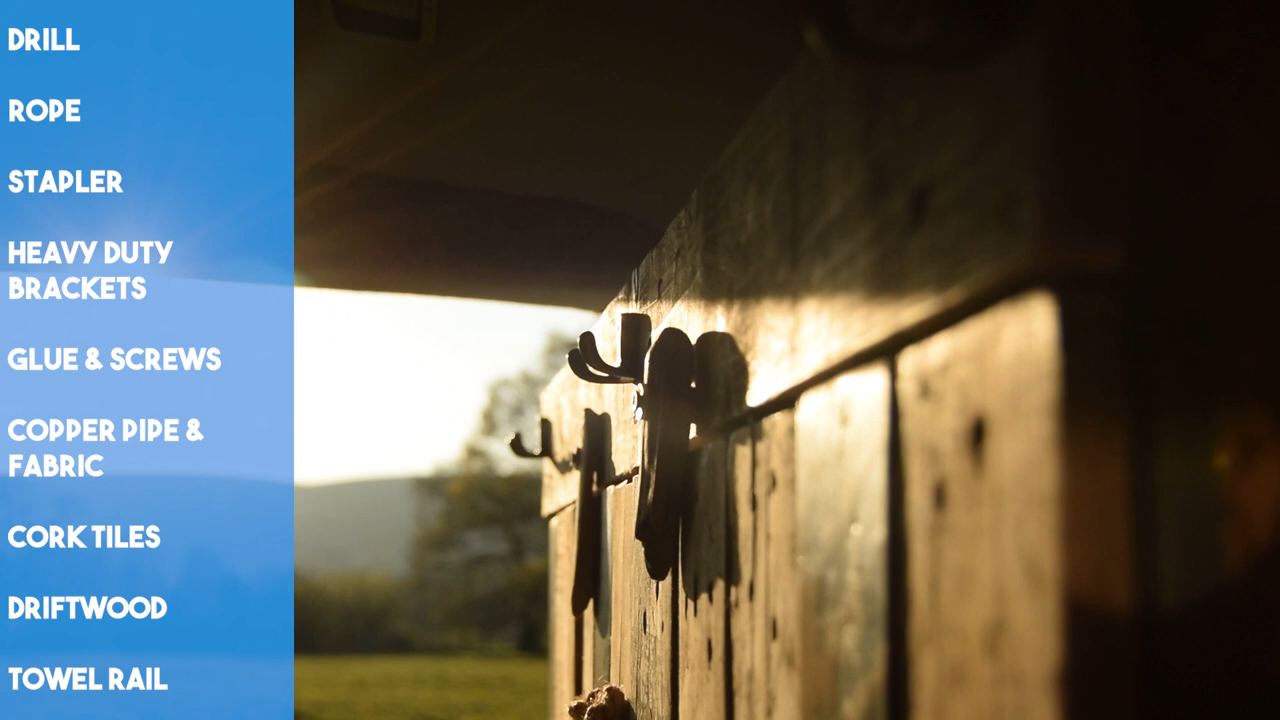 DRILL
ROPE
STAPLER
HEAVY DUTY
BRACKETS
GLUE & SCREWS
COPPER PIPE &
FABRIC
CORK TILES
DRIFTWOOD
TOWEL RAIL